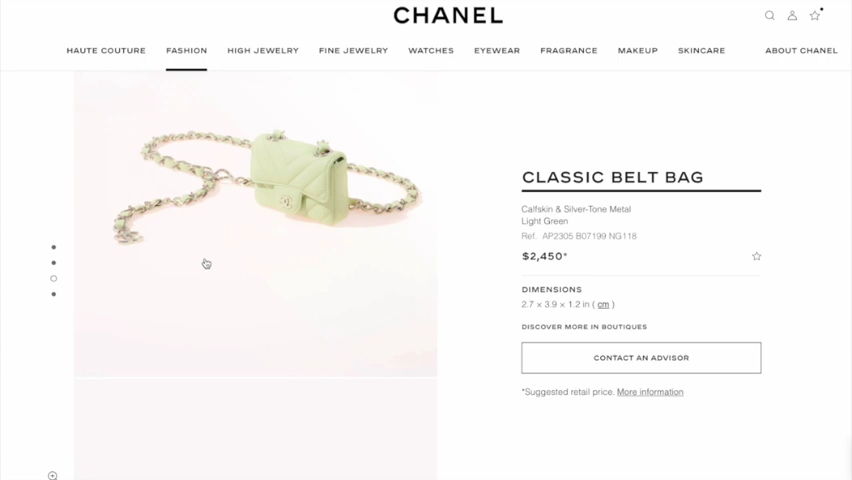 CHANEL
HAUTE COUTURE FASHION HIGH JEWELRY FINE JEWELRY WATCHES EYEWEAR FRAGRANCE MAKEUP SKINCARE ABOUT CHANEL
CLASSIC BELT BAG
Calfskin & Silver-Tone Metal
Light Green
Ref. AP2305 B07199 NG118
$2,450*
DIMENSIONS
2.7 × 3.9 × 1.2 in ( cm )
DISCOVER MORE IN BOUTIQUES
CONTACT AN ADVISOR
*Suggested retail price. More information